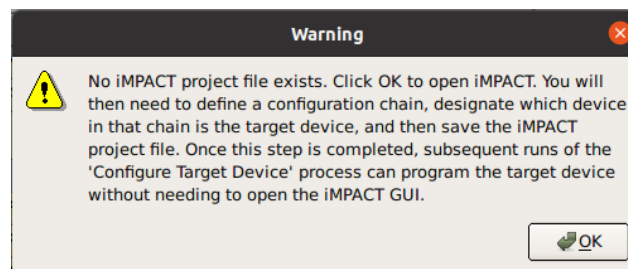 Warning
No iMPACT project file exists. Click OK to open iMPACT. You will
then need to define a configuration chain, designate which device
in that chain is the target device, and then save the iMPACT
project file. Once this step is completed, subsequent runs of the
'Configure Target Device' process can program the target device
without needing to open the iMPACT GUI.
OK